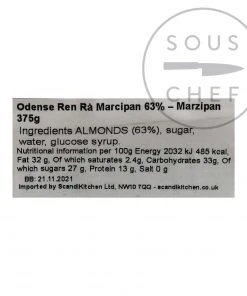 SOUS
CHEF
Odense Ren Rå Marcipan 63% – Marzipan
375g
Ingredients ALMONDS (63%), sugar,
water, glucose syrup.
Nutritional information per 100g Energy 2032 kJ 485 kcal,
Fat 32 g, Of which saturates 2.4g, Carbohydrates 33g, Of
which sugars 27 g, Protein 13 g, Salt 0 g
BB: 21.11.2021
Imported by ScandiKitchen Ltd, NW10 7QQ - scandikitchen.co.uk